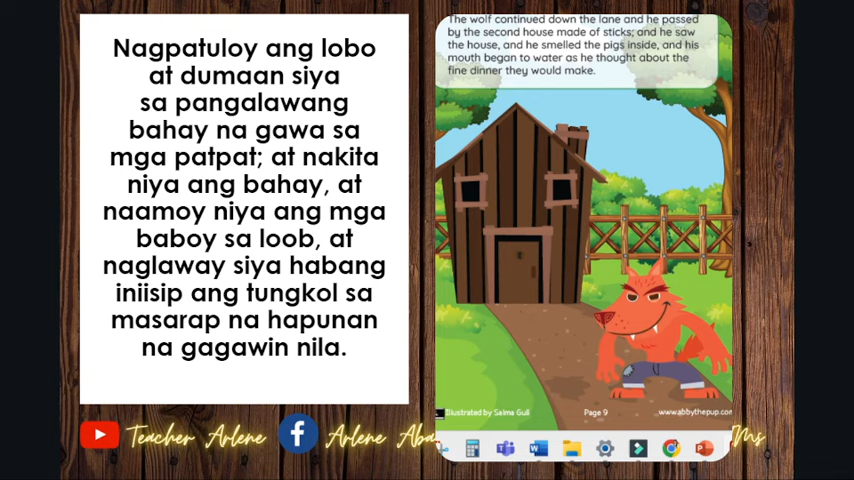 Nagpatuloy ang lobo
at dumaan siya
sa pangalawang
bahay na gawa sa
mga patpat; at nakita
niya ang bahay, at
naamoy niya ang mga
baboy sa loob, at
naglaway siya habang
iniisip ang tungkol sa
masarap na hapunan
na gagawin nila.
The wolf continued down the lane and he passed
by the second house made of sticks; and he saw
the house, and he smelled the pigs inside, and his
mouth began to water as he thought about the
fine dinner they would make.
Illustrated by Salma Gull
Page 9
www.abbythepup.com
Teacher Arlene
Arlene Aba
Ms